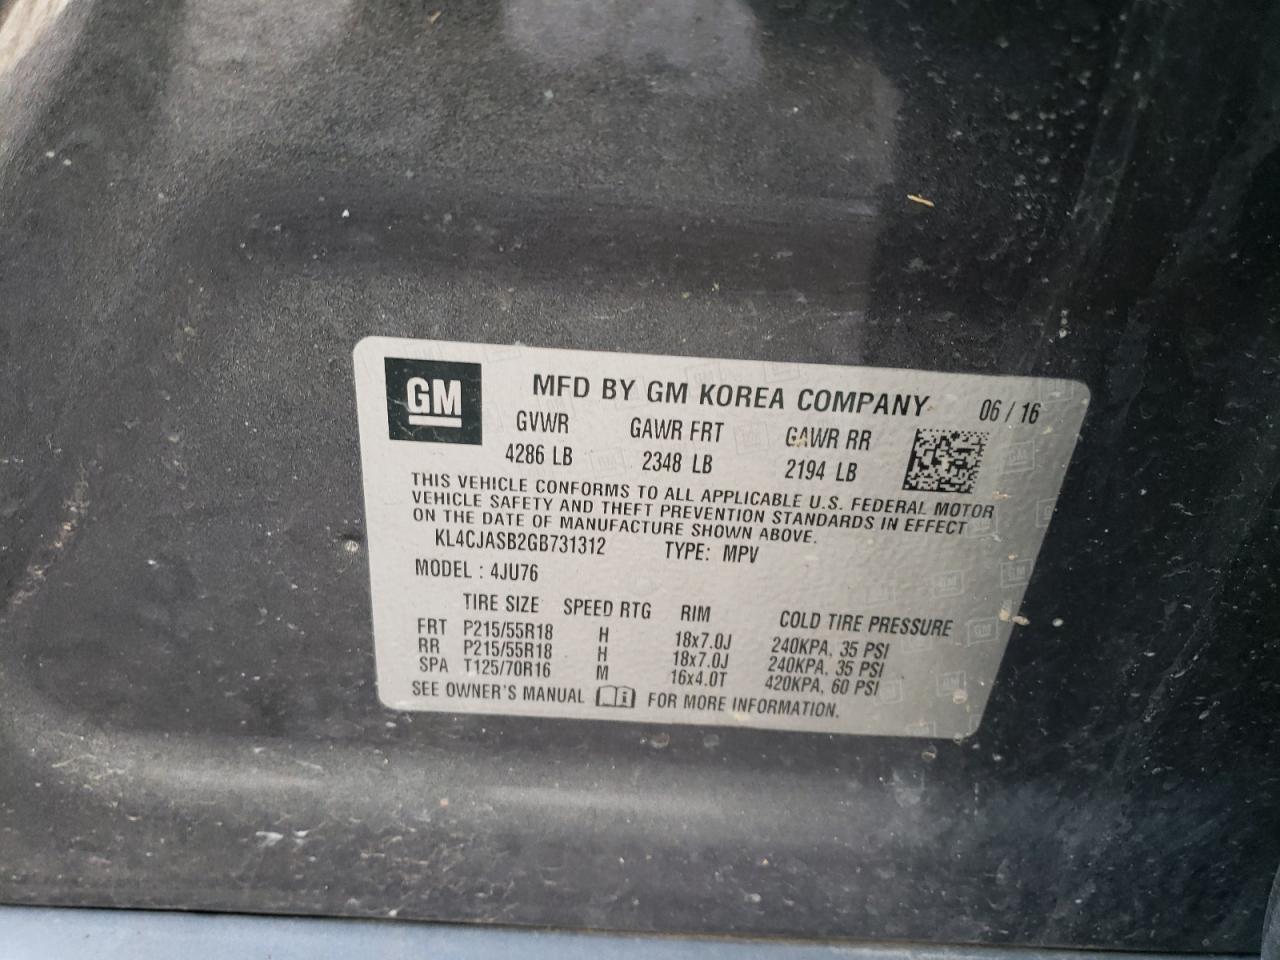 GM
MFD BY GM KOREA COMPANY 06 / 16
GVWR GAWR FRT GAWR RR
4286 LB 2348 LB 2194 LB
THIS VEHICLE CONFORMS TO ALL APPLICABLE U.S. FEDERAL MOTOR
VEHICLE SAFETY AND THEFT PREVENTION STANDARDS IN EFFECT
ON THE DATE OF MANUFACTURE SHOWN ABOVE.
KL4CJASB2GB731312 TYPE: MPV
MODEL : 4JU76
TIRE SIZE SPEED RTG RIM COLD TIRE PRESSURE
FRT P215/55R18 H 18x7.0J 240KPA, 35 PSI
RR P215/55R18 H 18x7.0J 240KPA, 35 PSI
SPA T125/70R16 M 16x4.0T 420KPA, 60 PSI
SEE OWNER'S MANUAL FOR MORE INFORMATION.